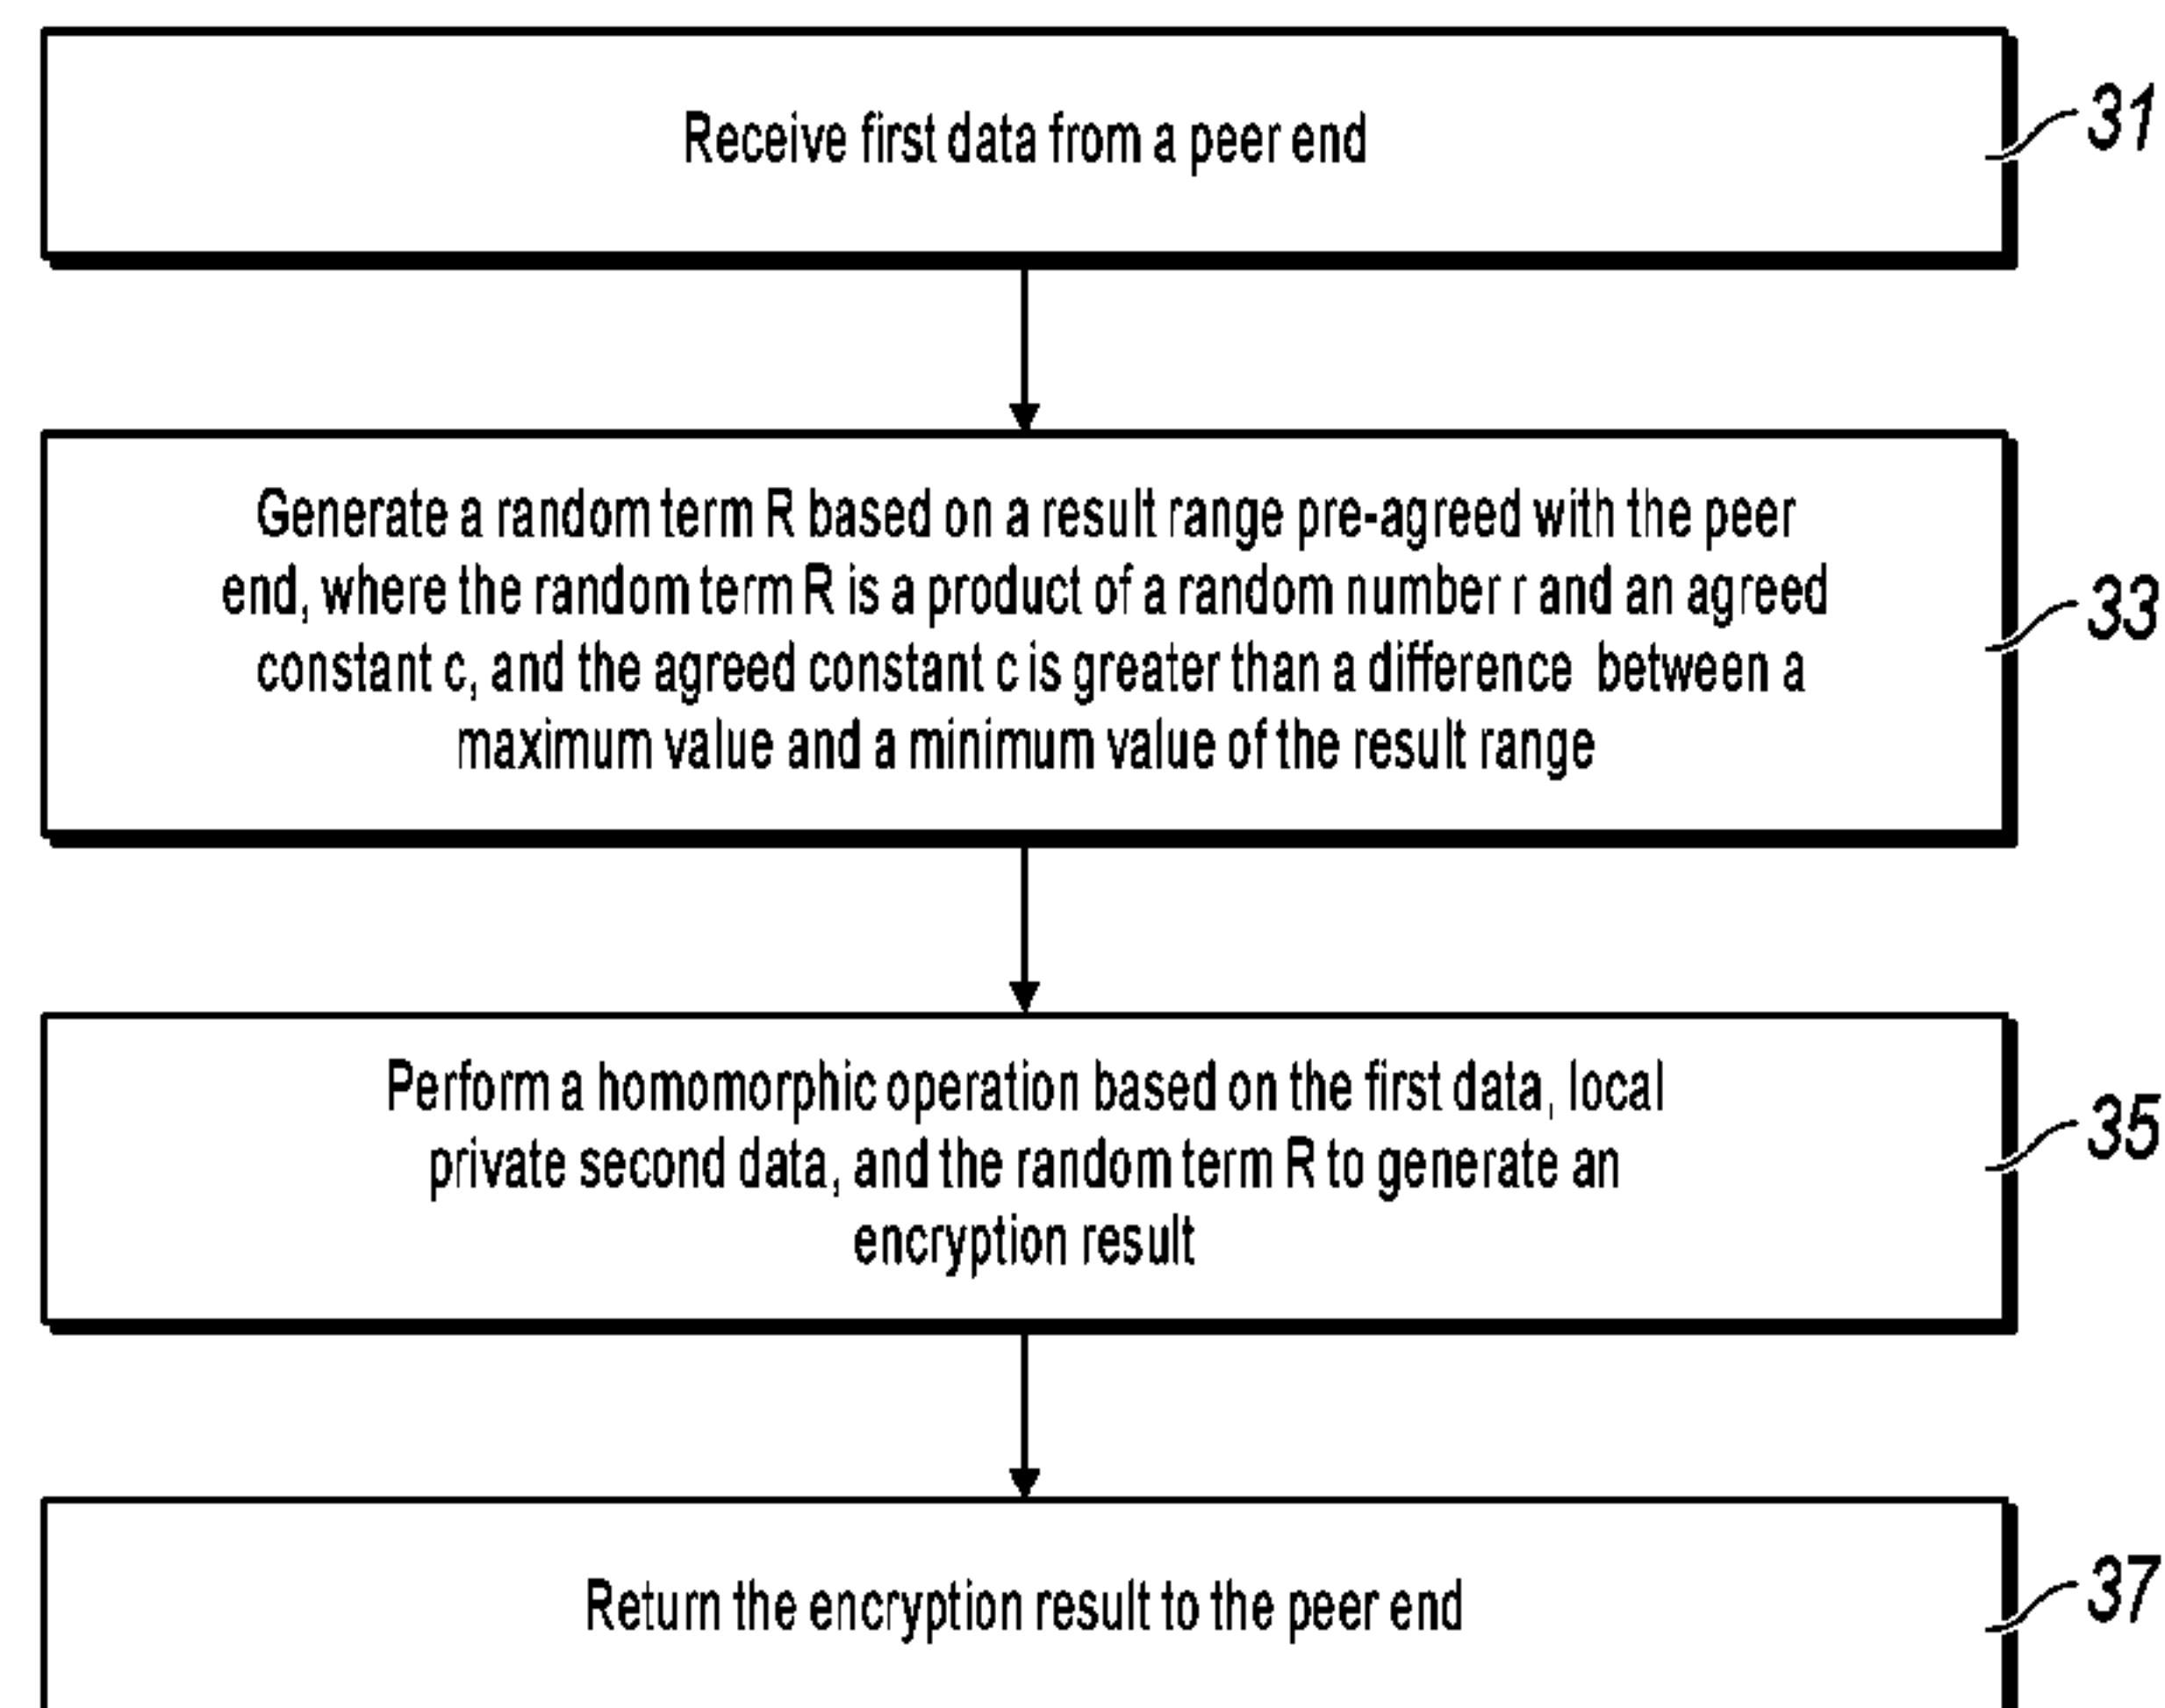 Receive first data from a peer end
31
Generate a random term R based on a result range pre-agreed with the peer
end, where the random term R is a product of a random number r and an agreed
constant c, and the agreed constant c is greater than a difference between a
maximum value and a minimum value of the result range
33
Perform a homomorphic operation based on the first data, local
private second data, and the random term R to generate an
encryption result
35
Return the encryption result to the peer end
37